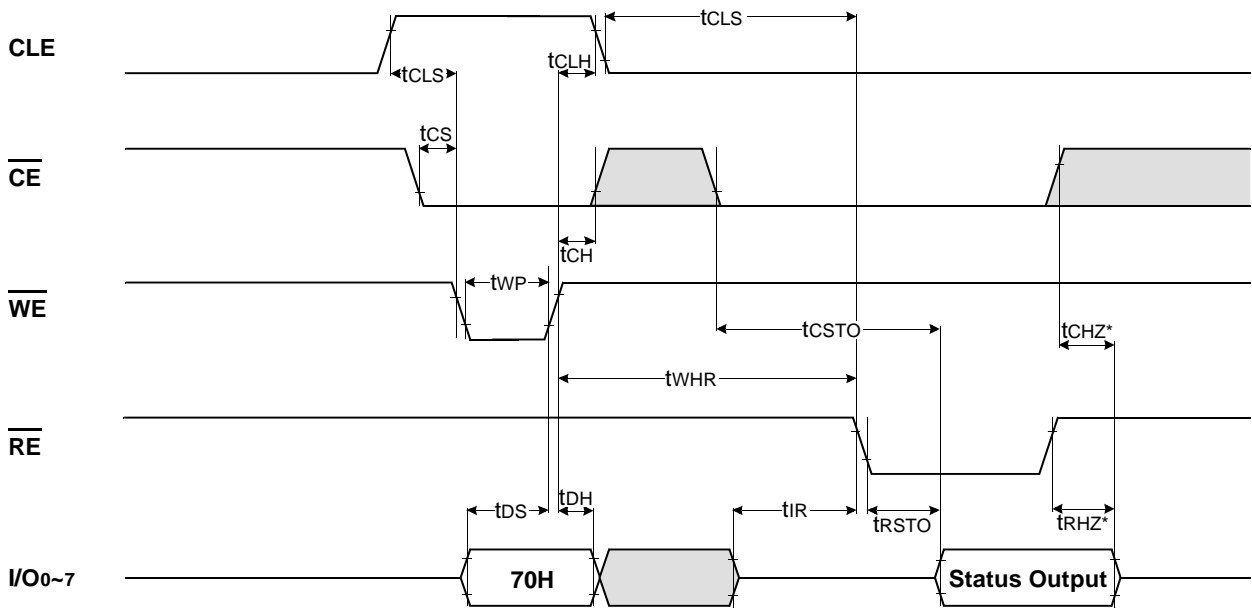 CLE
tCLS
tCLS
tCLH
tCS
CE
tCH
WE
tWP
tCSTO
tCHZ*
tWHR
RE
tDS
tDH
tIR
tRSTO
tRHZ*
I/O0~7
70H
Status Output